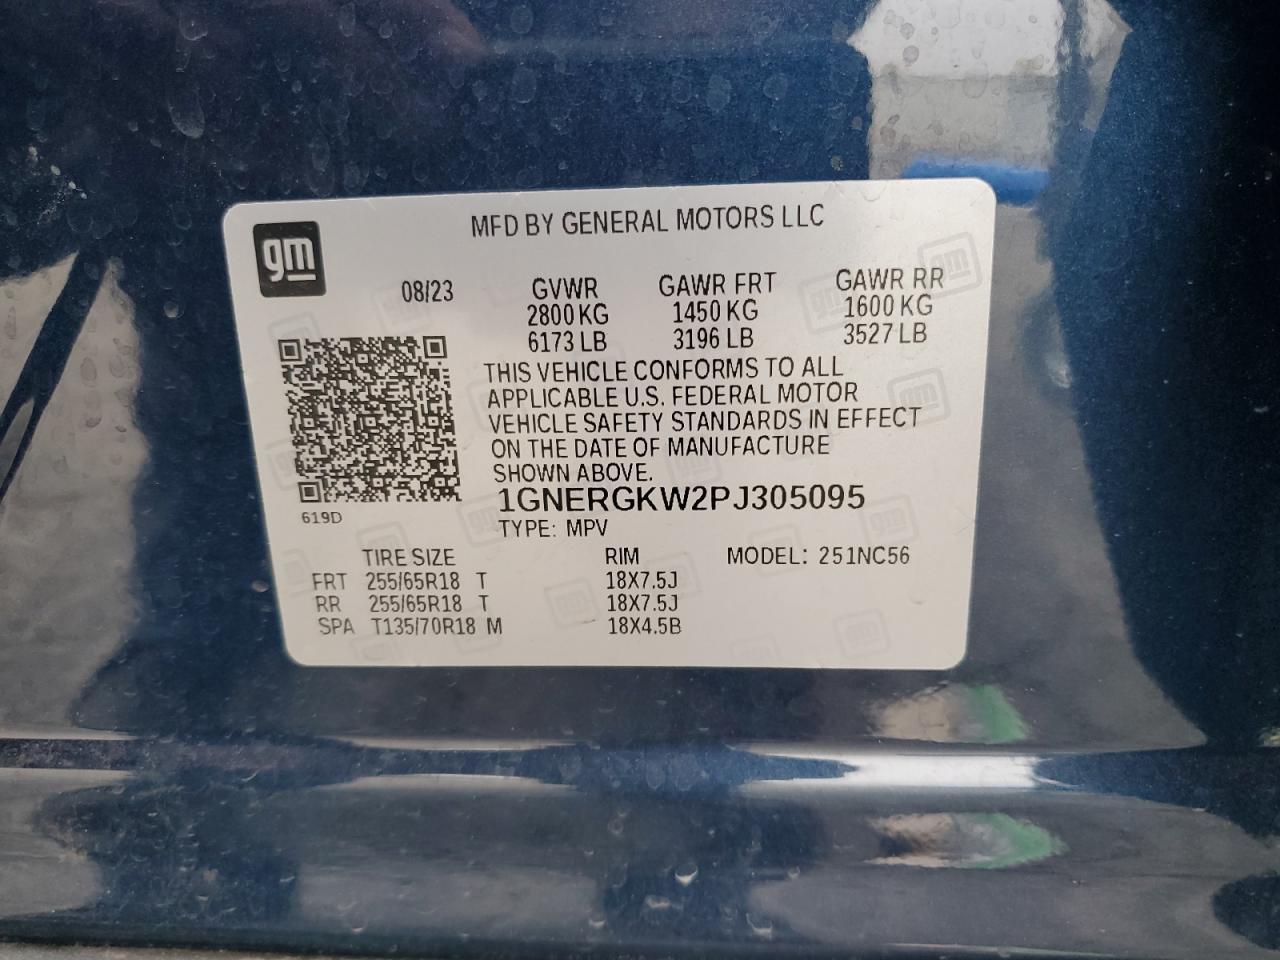 MFD BY GENERAL MOTORS LLC
gm
08/23 GVWR GAWR FRT GAWR RR
2800 KG 1450 KG 1600 KG
6173 LB 3196 LB 3527 LB
THIS VEHICLE CONFORMS TO ALL
APPLICABLE U.S. FEDERAL MOTOR
VEHICLE SAFETY STANDARDS IN EFFECT
ON THE DATE OF MANUFACTURE
SHOWN ABOVE.
1GNERGKW2PJ305095
619D
TYPE: MPV
TIRE SIZE RIM MODEL: 251NC56
FRT 255/65R18 T 18X7.5J
RR 255/65R18 T 18X7.5J
SPA T135/70R18 M 18X4.5B